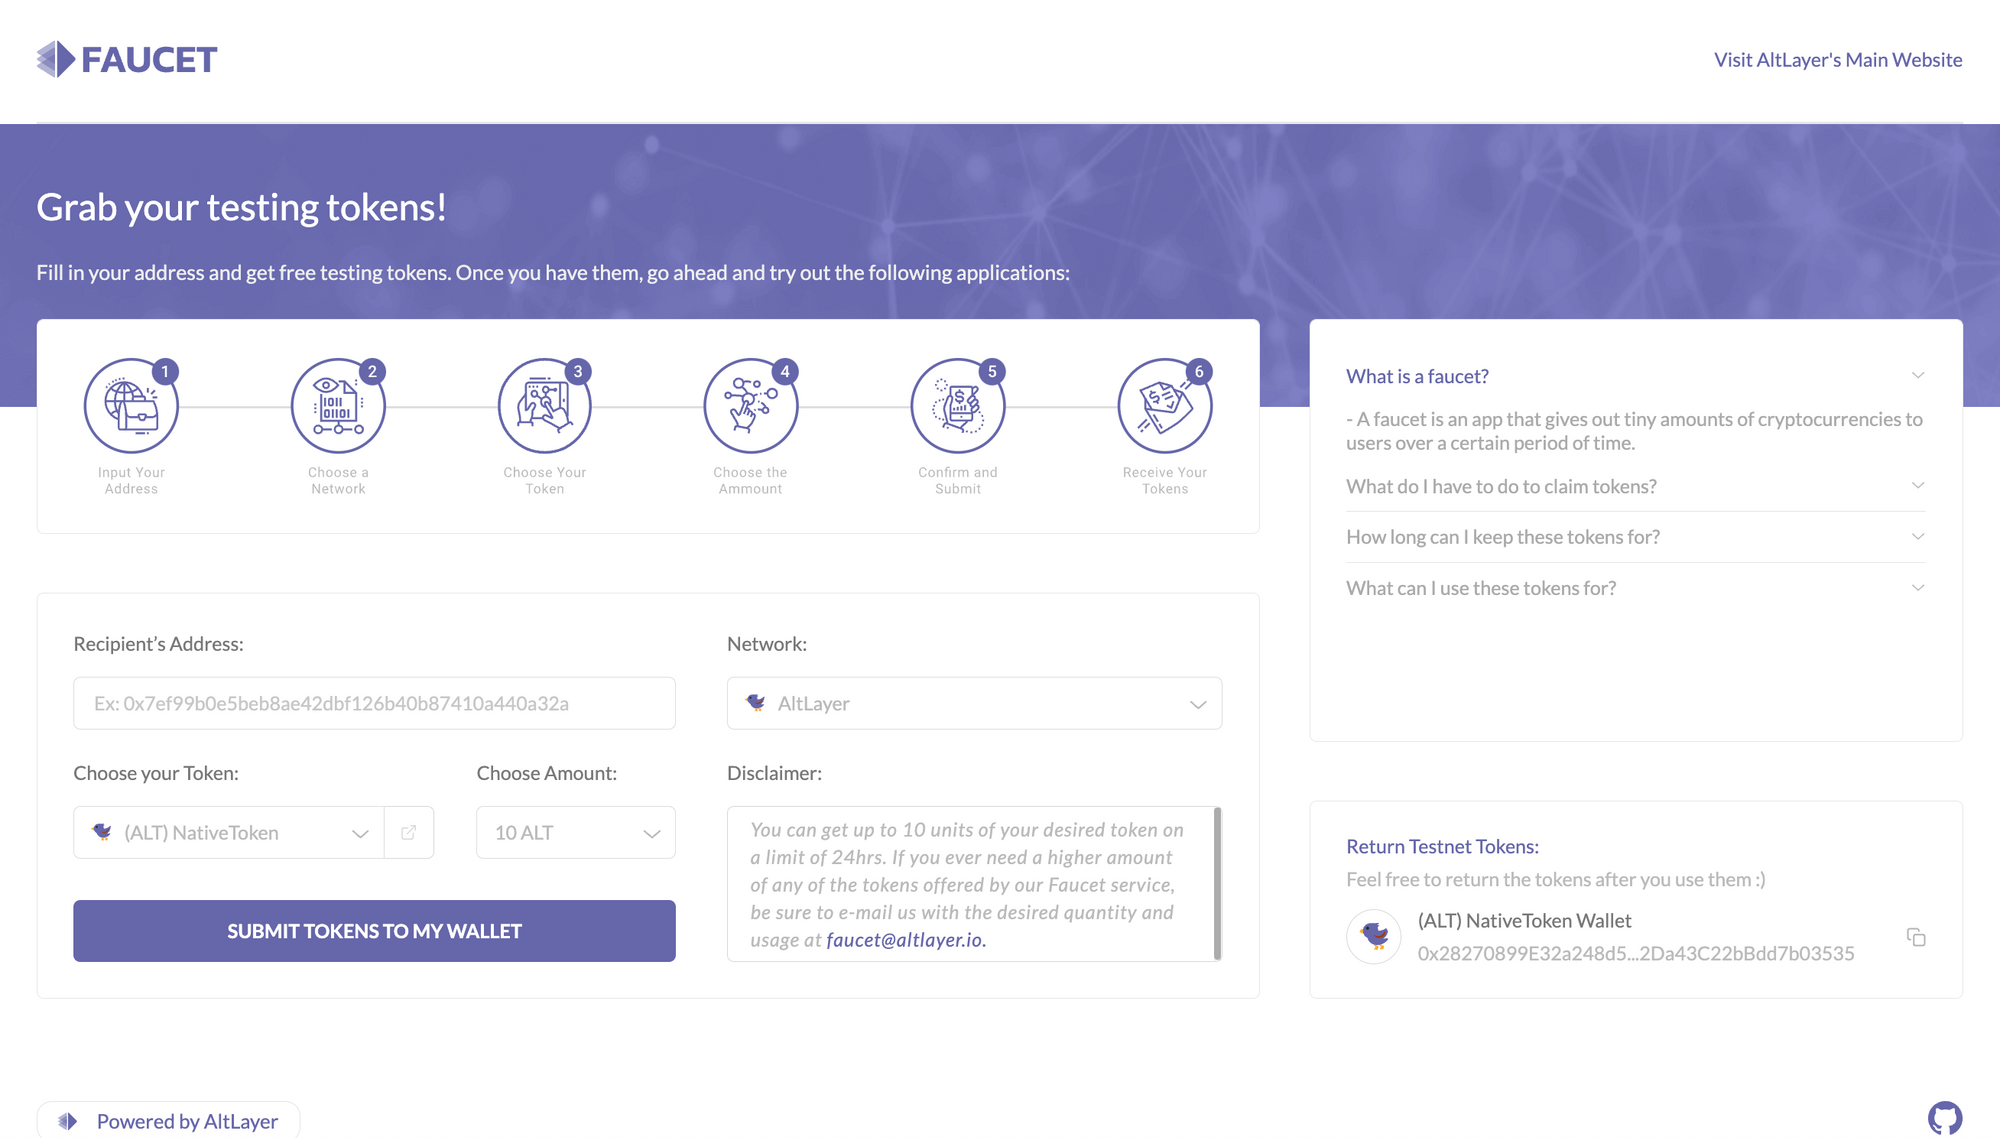 FAUCET
Visit AltLayer's Main Website
Grab your testing tokens!
Fill in your address and get free testing tokens. Once you have them, go ahead and try out the following applications:
1
Input Your
Address
2
Choose a
Network
3
Choose Your
Token
4
Choose the
Ammount
5
Confirm and
Submit
6
Receive Your
Tokens
Recipient’s Address:
Ex: 0x7ef99b0e5beb8ae42dbf126b40b87410a440a32a
Network:
AltLayer
Choose your Token:
(ALT) NativeToken
Choose Amount:
10 ALT
SUBMIT TOKENS TO MY WALLET
Disclaimer:
You can get up to 10 units of your desired token on
a limit of 24hrs. If you ever need a higher amount
of any of the tokens offered by our Faucet service,
be sure to e-mail us with the desired quantity and
usage at faucet@altlayer.io.
What is a faucet?
- A faucet is an app that gives out tiny amounts of cryptocurrencies to
users over a certain period of time.
What do I have to do to claim tokens?
How long can I keep these tokens for?
What can I use these tokens for?
Return Testnet Tokens:
Feel free to return the tokens after you use them :)
(ALT) NativeToken Wallet
0x28270899E32a248d5...2Da43C22bBdd7b03535
Powered by AltLayer